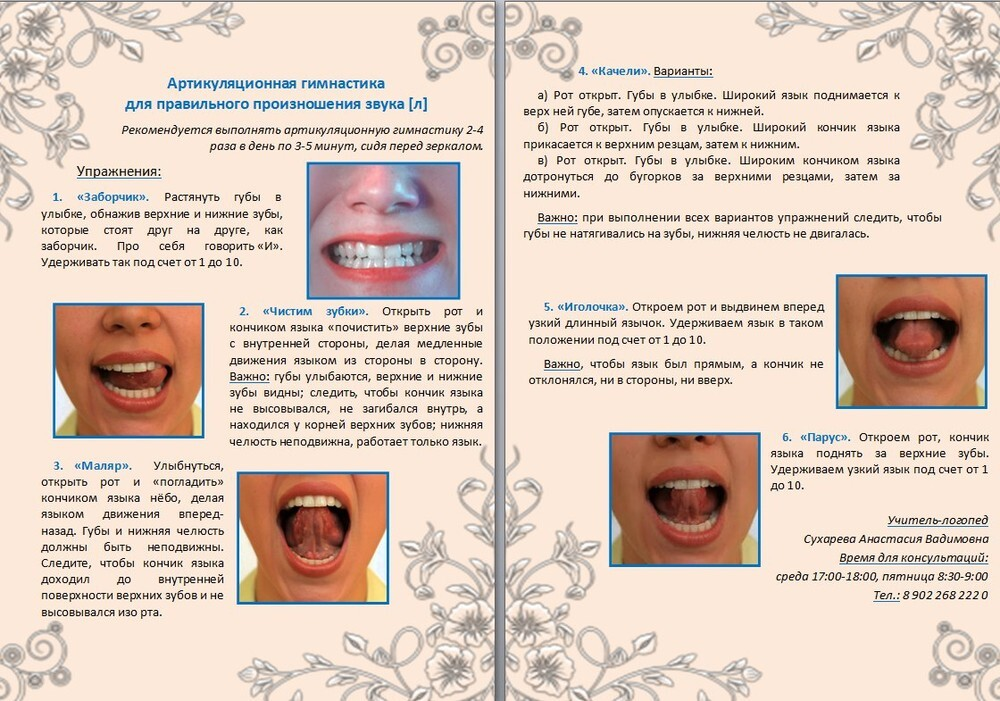 Артикуляционная гимнастика
для правильного произношения звука [л]
Рекомендуется выполнять артикуляционную гимнастику 2-4
раза в день по 3-5 минут, сидя перед зеркалом.
Упражнения:
1. «Заборчик». Растянуть губы в
улыбке, обнажив верхние и нижние зубы,
которые стоят друг на друге, как
заборчик. Про себя говорить «И».
Удерживать так под счет от 1 до 10.
2. «Чистим зубки». Открыть рот и
кончиком языка «почистить» верхние зубы
с внутренней стороны, делая медленные
движения языком из стороны в сторону.
Важно: губы улыбаются, верхние и нижние
зубы видны; следить, чтобы кончик языка
не высовывался, не загибался внутрь, а
находился у корней верхних зубов; нижняя
челюсть неподвижна, работает только язык.
3. «Маляр». Улыбнуться,
открыть рот и «погладить»
кончиком языка нёбо, делая
языком движения вперед-
назад. Губы и нижняя челюсть
должны быть неподвижны.
Следите, чтобы кончик языка
доходил до внутренней
поверхности верхних зубов и не
высовывался изо рта.
4. «Качели». Варианты:
а) Рот открыт. Губы в улыбке. Широкий язык поднимается к
верх ней губе, затем опускается к нижней.
б) Рот открыт. Губы в улыбке. Широкий кончик языка
прикасается к верхним резцам, затем к нижним.
в) Рот открыт. Губы в улыбке. Широким кончиком языка
дотронуться до бугорков за верхними резцами, затем за
нижними.
Важно: при выполнении всех вариантов упражнений следить, чтобы
губы не натягивались на зубы, нижняя челюсть не двигалась.
5. «Иголочка». Откроем рот и выдвинем вперед
узкий длинный язычок. Удерживаем язык в таком
положении под счет от 1 до 10.
Важно, чтобы язык был прямым, а кончик не
отклонялся, ни в стороны, ни вверх.
6. «Парус». Откроем рот, кончик
языка поднять за верхние зубы.
Удерживаем узкий язык под счет от 1
до 10.
Учитель-логопед
Сухарева Анастасия Вадимовна
Время для консультаций:
среда 17:00-18:00, пятница 8:30-9:00
Тел.: 8 902 268 222 0